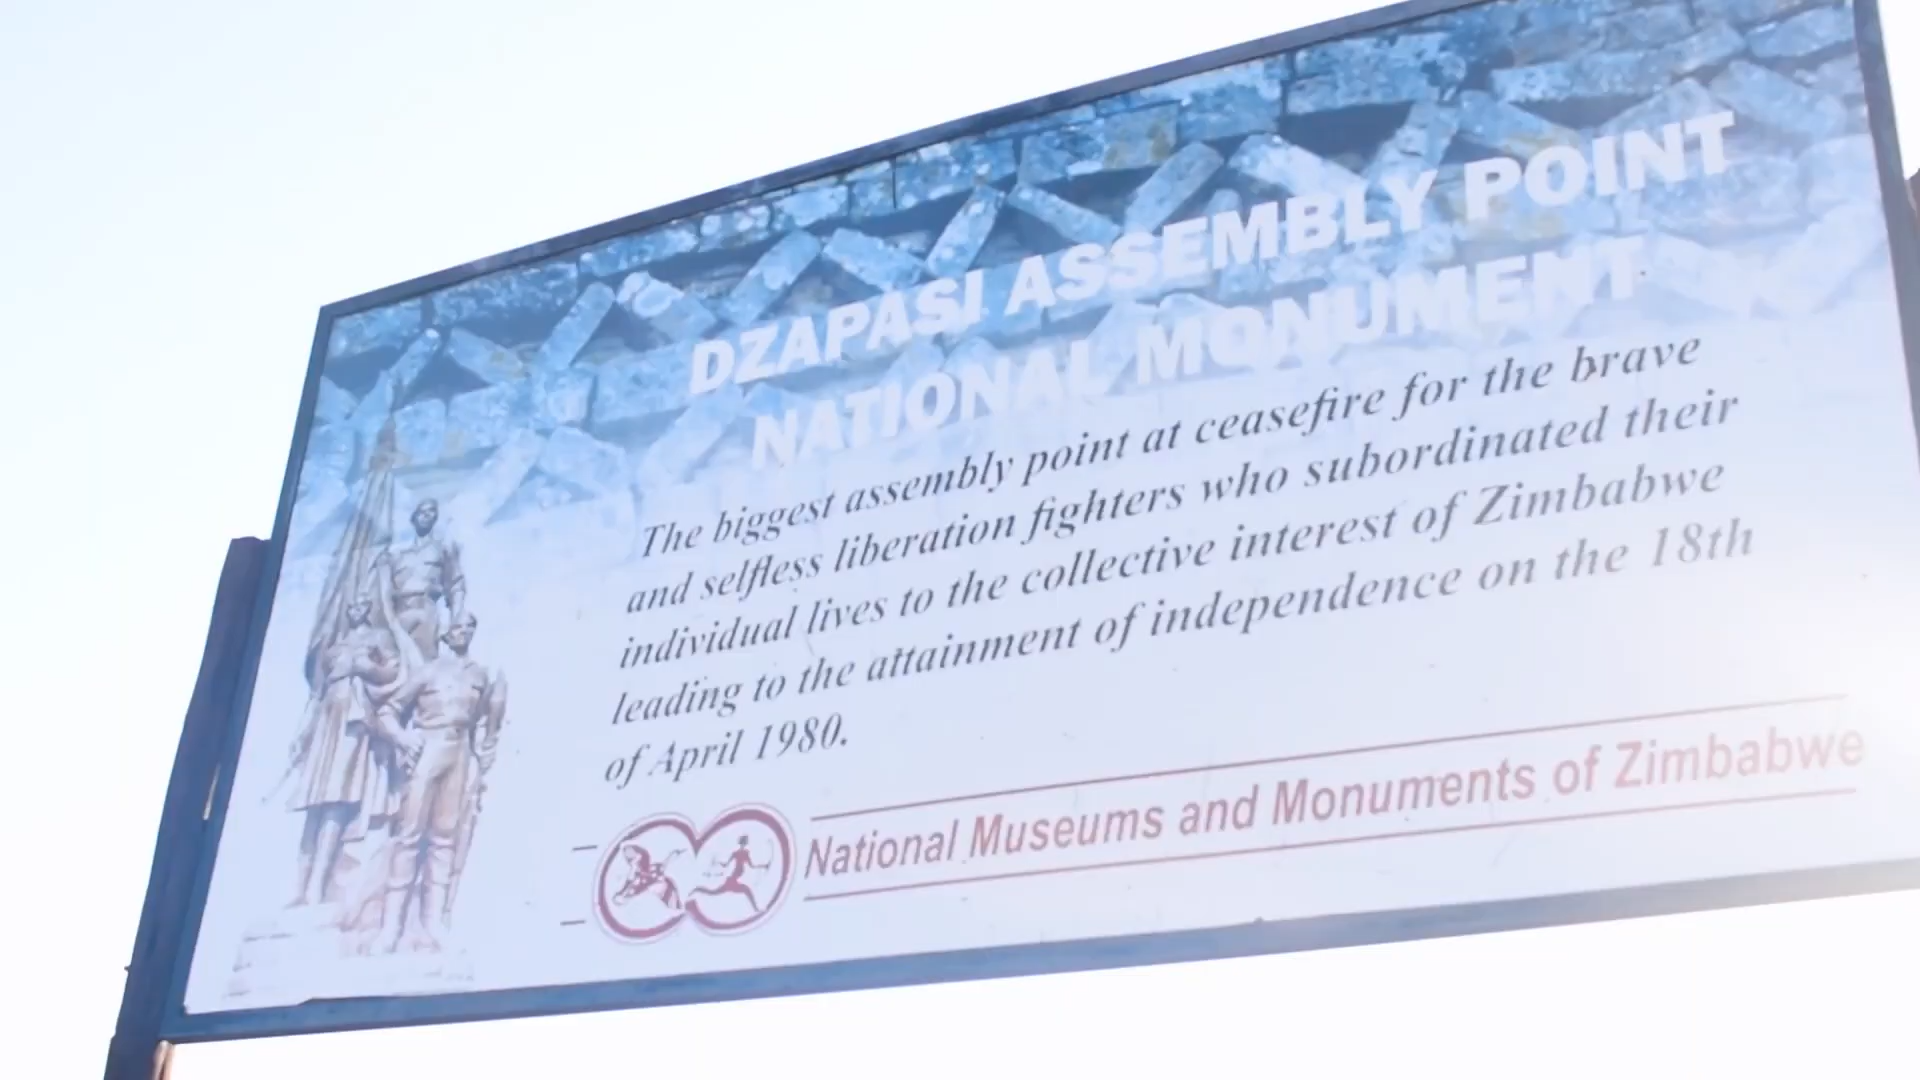 DZAPASI ASSEMBLY POINT
NATIONAL MONUMENT
The biggest assembly point at ceasefire for the brave
and selfless liberation fighters who subordinated their
individual lives to the collective interest of Zimbabwe
leading to the attainment of independence on the 18th
of April 1980.
National Museums and Monuments of Zimbabwe